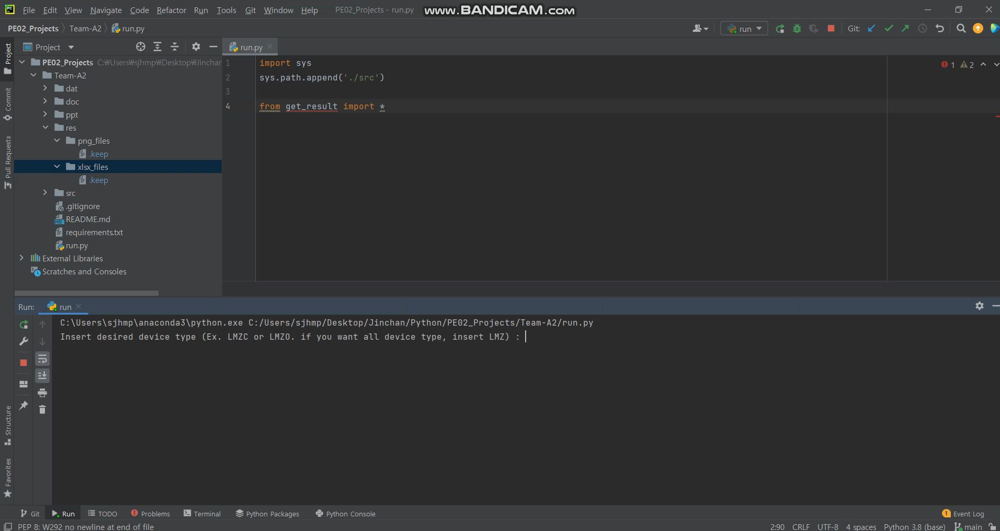 PC File Edit View Navigate Code Refactor Run Tools Git Window Help PE02_Projects - run.py www.BANDICAM.com
PE02_Projects Team-A2 run.py run Git:
Project run.py
PE02_Projects C:₩Users₩sjhmp₩Desktop₩Jinchan
Team-A2
dat
doc
ppt
res
png_files
.keep
xlsx_files
.keep
src
.gitignore
MD README.md
requirements.txt
run.py
External Libraries
Scratches and Consoles
1 import sys
2 sys.path.append('./src')
3
4 from get_result import *
1 2
Project
Commit
Pull Requests
Structure
Favorites
Run: run
C:\Users\sjhmp\anaconda3\python.exe C:/Users/sjhmp/Desktop/Jinchan/Python/PE02_Projects/Team-A2/run.py
Insert desired device type (Ex. LMZC or LMZO. if you want all device type, insert LMZ) :
Git Run TODO Problems Terminal Python Packages Python Console 1 Event Log
PEP 8: W292 no newline at end of file 2:90 CRLF UTF-8 4 spaces Python 3.8 (base) main